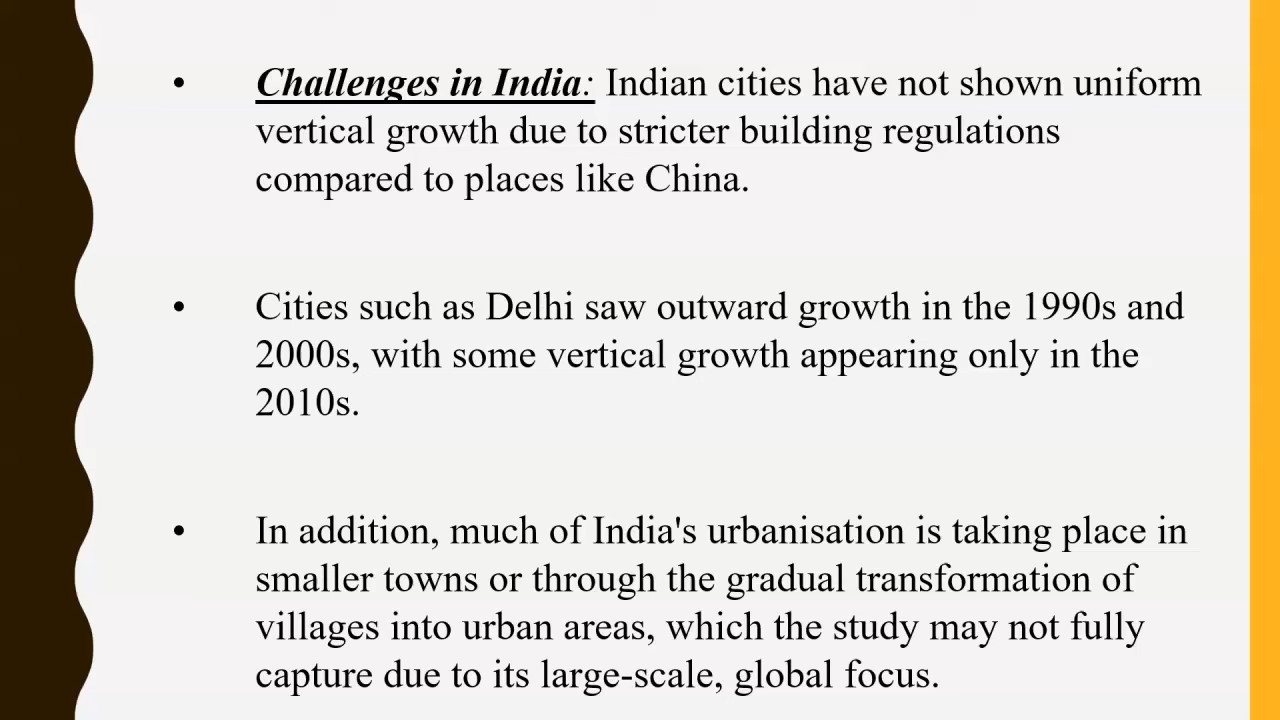 • Challenges in India: Indian cities have not shown uniform
vertical growth due to stricter building regulations
compared to places like China.
• Cities such as Delhi saw outward growth in the 1990s and
2000s, with some vertical growth appearing only in the
2010s.
• In addition, much of India's urbanisation is taking place in
smaller towns or through the gradual transformation of
villages into urban areas, which the study may not fully
capture due to its large-scale, global focus.